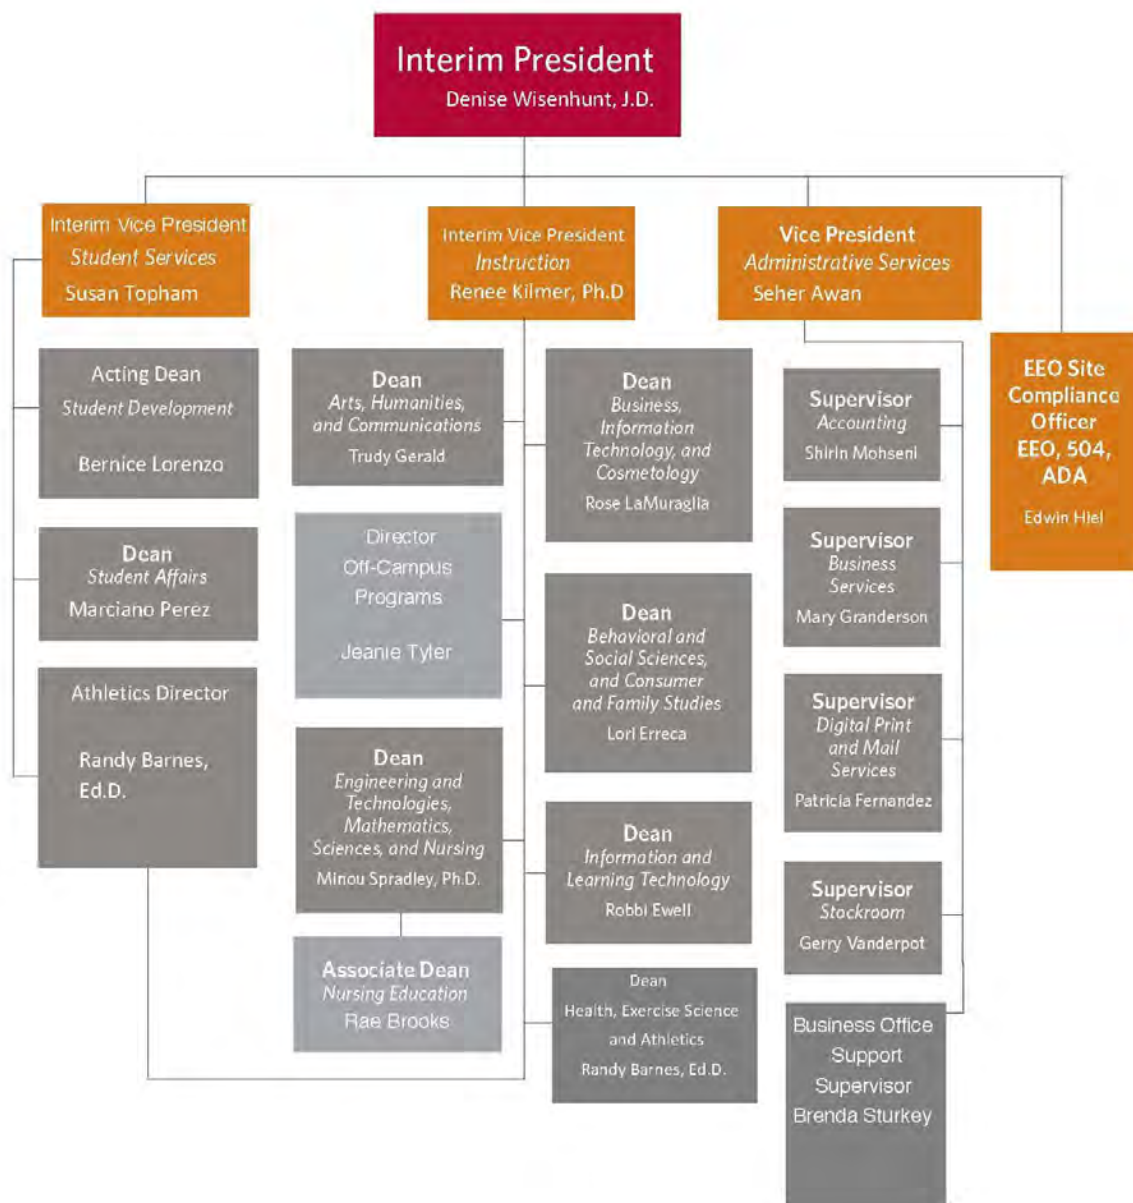 Interim President
Denise Wisenhunt, J.D.
Interim Vice President
Student Services
Susan Topham
Interim Vice President
Instruction
Renee Kilmer, Ph.D
Vice President
Administrative Services
Seher Awan
EEO Site
Compliance
Officer
EEO, 504,
ADA
Edwin Hiel
Acting Dean
Student Development
Bernice Lorenzo
Dean
Student Affairs
Marciano Perez
Athletics Director
Randy Barnes,
Ed.D.
Dean
Arts, Humanities,
and Communications
Trudy Gerald
Director
Off-Campus
Programs
Jeanie Tyler
Dean
Engineering and
Technologies,
Mathematics,
Sciences, and Nursing
Minou Spradley, Ph.D.
Associate Dean
Nursing Education
Rae Brooks
Dean
Business,
Information
Technology, and
Cosmetology
Rose LaMuraglia
Dean
Behavioral and
Social Sciences,
and Consumer
and Family Studies
Lori Erreca
Dean
Information and
Learning Technology
Robbi Ewell
Dean
Health, Exercise Science
and Athletics
Randy Barnes, Ed.D.
Supervisor
Accounting
Shirin Mohseni
Supervisor
Business
Services
Mary Granderson
Supervisor
Digital Print
and Mail
Services
Patricia Fernandez
Supervisor
Stockroom
Gerry Vanderpot
Business Office
Support
Supervisor
Brenda Sturkey